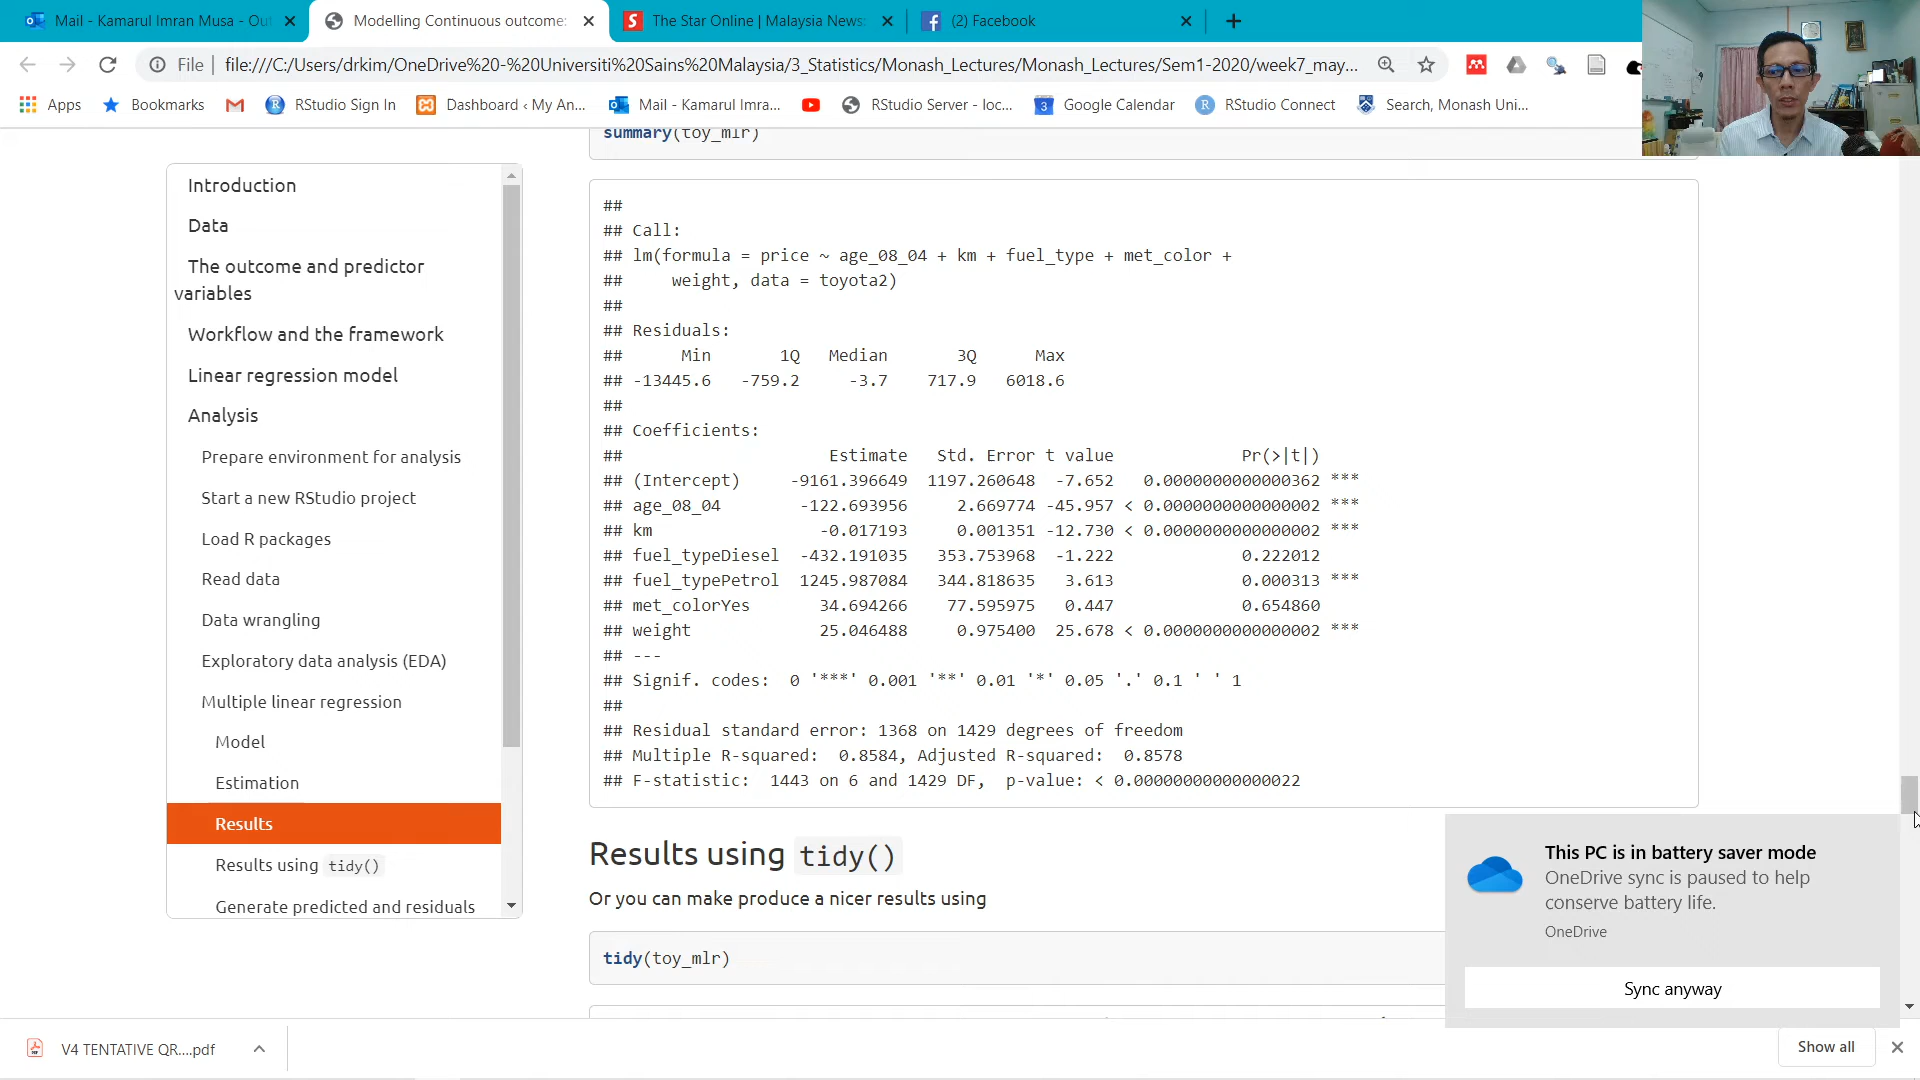 Mail - Kamarul Imran Musa - Out
Modelling Continuous outcome:
The Star Online | Malaysia News:
(2) Facebook
File
file:///C:/Users/drkim/OneDrive%20-%20Universiti%20Sains%20Malaysia/3_Statistics/Monash_Lectures/Monash_Lectures/Sem1-2020/week7_may...
Apps
Bookmarks
RStudio Sign In
Dashboard ‹ My An...
Mail - Kamarul Imra...
RStudio Server - loc...
3
Google Calendar
RStudio Connect
Search, Monash Uni...
Introduction
Data
The outcome and predictor
variables
Workflow and the framework
Linear regression model
Analysis
Prepare environment for analysis
Start a new RStudio project
Load R packages
Read data
Data wrangling
Exploratory data analysis (EDA)
Multiple linear regression
Model
Estimation
Results
Results using tidy()
Generate predicted and residuals
summary(toy_mlr)
##
## Call:
## lm(formula = price ~ age_08_04 + km + fuel_type + met_color +
##     weight, data = toyota2)
##
## Residuals:
##      Min       1Q   Median       3Q      Max
## -13445.6   -759.2     -3.7    717.9   6018.6
##
## Coefficients:
##                    Estimate   Std. Error t value             Pr(>|t|)
## (Intercept)    -9161.396649  1197.260648  -7.652   0.0000000000000362 ***
## age_08_04       -122.693956     2.669774 -45.957 < 0.0000000000000002 ***
## km                -0.017193     0.001351 -12.730 < 0.0000000000000002 ***
## fuel_typeDiesel -432.191035   353.753968  -1.222             0.222012
## fuel_typePetrol 1245.987084   344.818635   3.613             0.000313 ***
## met_colorYes       34.694266    77.595975   0.447             0.654860
## weight             25.046488     0.975400  25.678 < 0.0000000000000002 ***
## ---
## Signif. codes:  0 '***' 0.001 '**' 0.01 '*' 0.05 '.' 0.1 ' ' 1
##
## Residual standard error: 1368 on 1429 degrees of freedom
## Multiple R-squared:  0.8584, Adjusted R-squared:  0.8578
## F-statistic:  1443 on 6 and 1429 DF,  p-value: < 0.00000000000000022
Results using tidy()
Or you can make produce a nicer results using
tidy(toy_mlr)
This PC is in battery saver mode
OneDrive sync is paused to help
conserve battery life.
OneDrive
Sync anyway
V4 TENTATIVE QR....pdf
Show all